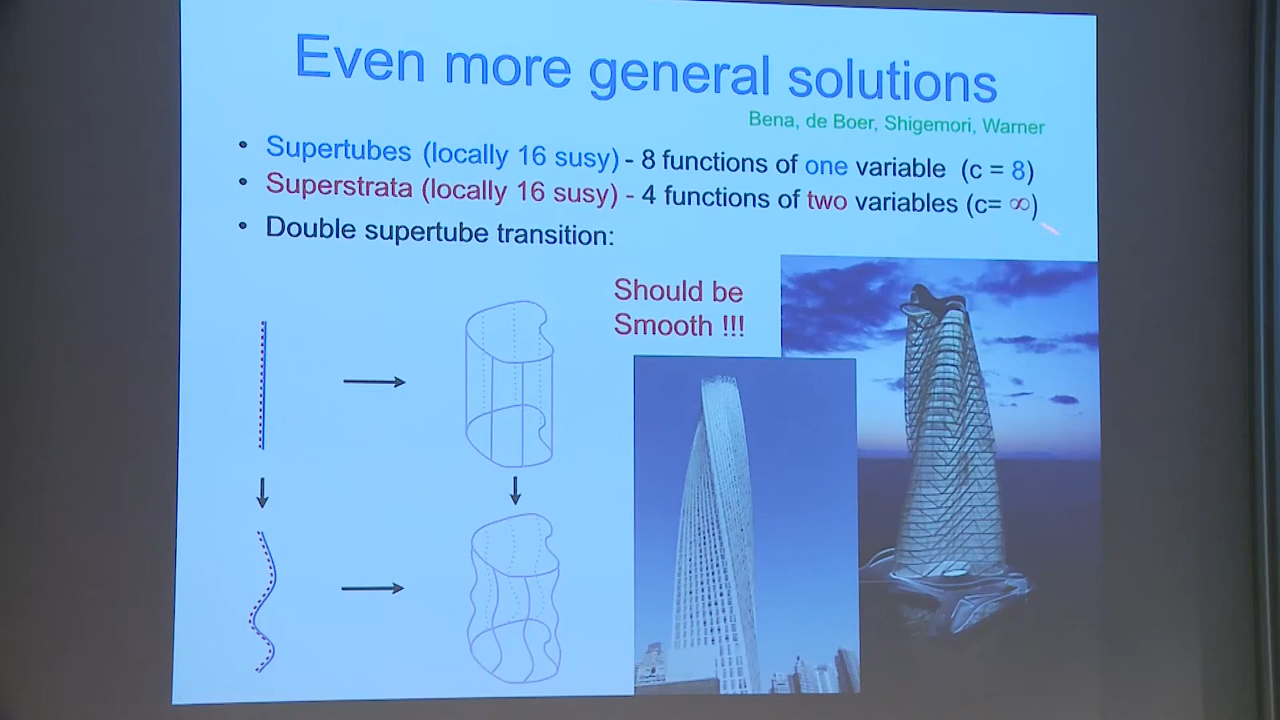 Even more general solutions
Bena, de Boer, Shigemori, Warner
• Supertubes (locally 16 susy) - 8 functions of one variable (c = 8)
• Superstrata (locally 16 susy) - 4 functions of two variables (c= ∞)
• Double supertube transition:
Should be
Smooth !!!